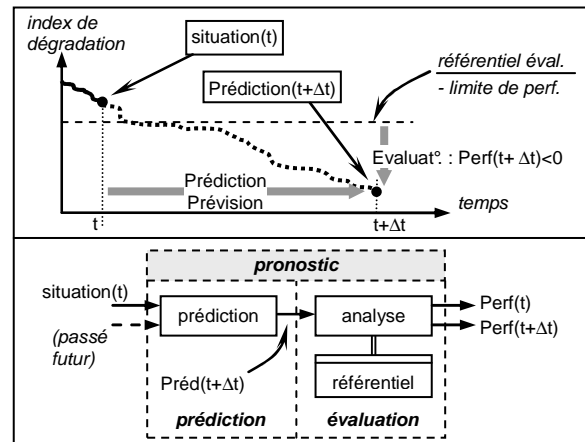 index de
dégradation
situation(t)
référentiel éval.
- limite de perf.
Prédiction(t+Δt)
Evaluat°. : Perf(t+ Δt)<0
Prédiction
Prévision
temps
t
t+Δt
pronostic
situation(t)
(passé
futur)
prédiction
analyse
Perf(t)
Perf(t+Δt)
Préd(t+Δt)
référentiel
prédiction
évaluation